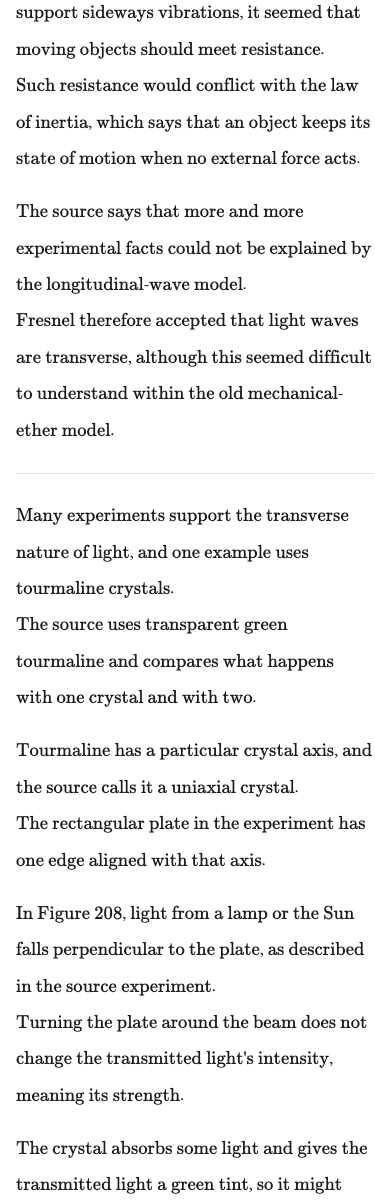 support sideways vibrations, it seemed that
moving objects should meet resistance.
Such resistance would conflict with the law
of inertia, which says that an object keeps its
state of motion when no external force acts.
The source says that more and more
experimental facts could not be explained by
the longitudinal-wave model.
Fresnel therefore accepted that light waves
are transverse, although this seemed difficult
to understand within the old mechanical-
ether model.
Many experiments support the transverse
nature of light, and one example uses
tourmaline crystals.
The source uses transparent green
tourmaline and compares what happens
with one crystal and with two.
Tourmaline has a particular crystal axis, and
the source calls it a uniaxial crystal.
The rectangular plate in the experiment has
one edge aligned with that axis.
In Figure 208, light from a lamp or the Sun
falls perpendicular to the plate, as described
in the source experiment.
Turning the plate around the beam does not
change the transmitted light's intensity,
meaning its strength.
The crystal absorbs some light and gives the
transmitted light a green tint, so it might